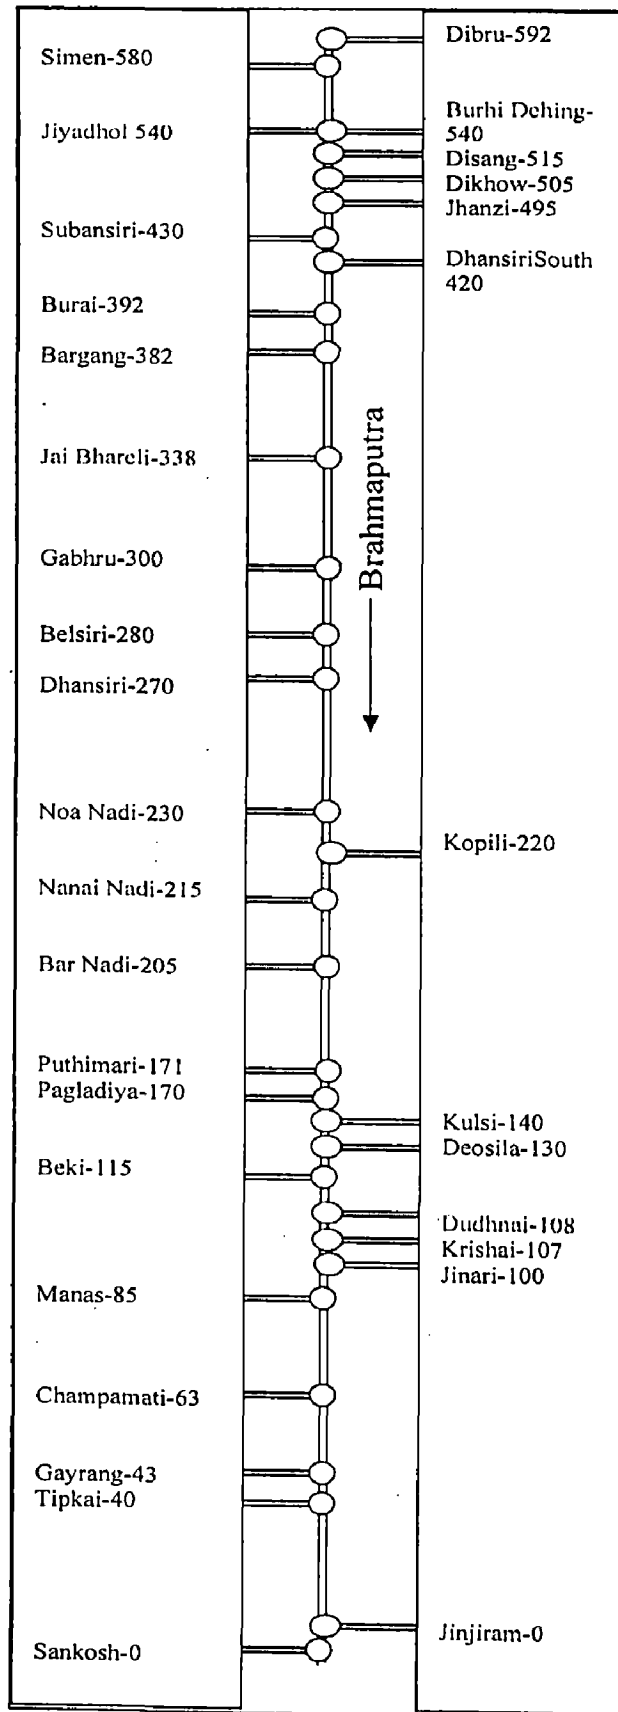 Simen-580
Jiyadhol 540
Subansiri-430
Burai-392
Bargang-382
Jai Bhareli-338
Gabhru-300
Belsiri-280
Dhansiri-270
Noa Nadi-230
Nanai Nadi-215
Bar Nadi-205
Puthimari-171
Pagladiya-170
Beki-115
Manas-85
Champamati-63
Gayrang-43
Tipkai-40
Sankosh-0
Brahmaputra
Dibru-592
Burhi Dehing-
540
Disang-515
Dikhow-505
Jhanzi-495
DhansiriSouth
420
Kopili-220
Kulsi-140
Deosila-130
Dudhnai-108
Krishai-107
Jinari-100
Jinjiram-0